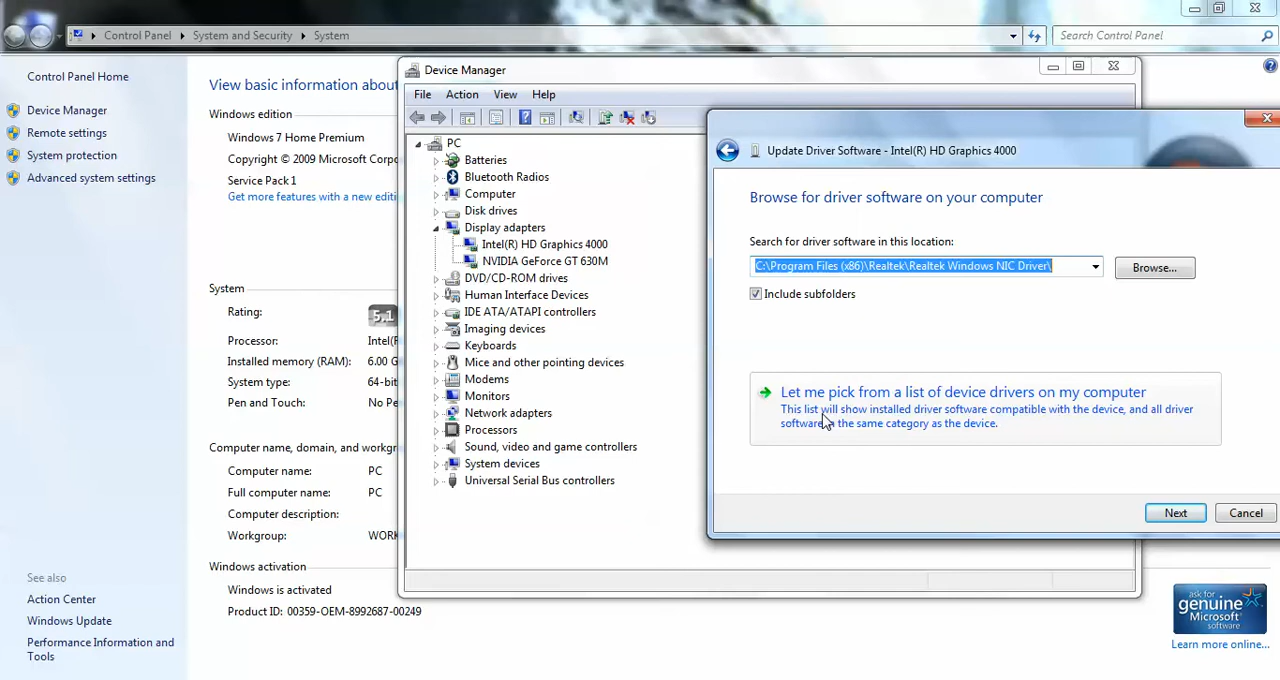 Control Panel
System and Security
System
Search Control Panel
Control Panel Home
Device Manager
Remote settings
System protection
Advanced system settings
See also
Action Center
Windows Update
Performance Information and
Tools
View basic information about
Windows edition
Windows 7 Home Premium
Copyright © 2009 Microsoft Corpo
Service Pack 1
Get more features with a new editi
System
Rating:
5,1
Processor:
Intel(R
Installed memory (RAM):
6.00 G
System type:
64-bit
Pen and Touch:
No Pe
Computer name, domain, and workgr
Computer name:
PC
Full computer name:
PC
Computer description:
Workgroup:
WORK
Windows activation
Windows is activated
Product ID: 00359-OEM-8992687-00249
Device Manager
File Action View Help
PC
Batteries
Bluetooth Radios
Computer
Disk drives
Display adapters
Intel(R) HD Graphics 4000
NVIDIA GeForce GT 630M
DVD/CD-ROM drives
Human Interface Devices
IDE ATA/ATAPI controllers
Imaging devices
Keyboards
Mice and other pointing devices
Modems
Monitors
Network adapters
Processors
Sound, video and game controllers
System devices
Universal Serial Bus controllers
Update Driver Software - Intel(R) HD Graphics 4000
Browse for driver software on your computer
Search for driver software in this location:
C:\Program Files (x86)\Realtek\Realtek Windows NIC Driver\
Browse...
Include subfolders
Let me pick from a list of device drivers on my computer
This list will show installed driver software compatible with the device, and all driver
software in the same category as the device.
Next
Cancel
ask for
genuine
Microsoft
software
Learn more online...